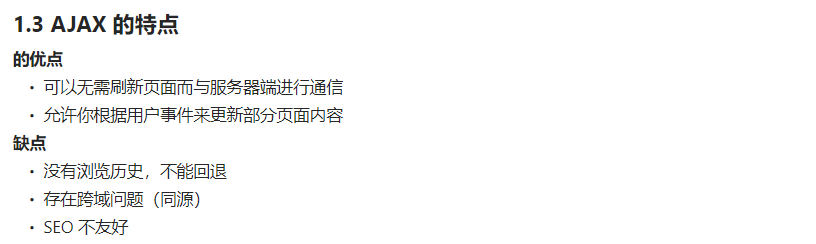 1.3 AJAX 的特点
的优点
• 可以无需刷新页面而与服务器端进行通信
• 允许你根据用户事件来更新部分页面内容
缺点
• 没有浏览历史，不能回退
• 存在跨域问题（同源）
• SEO 不友好